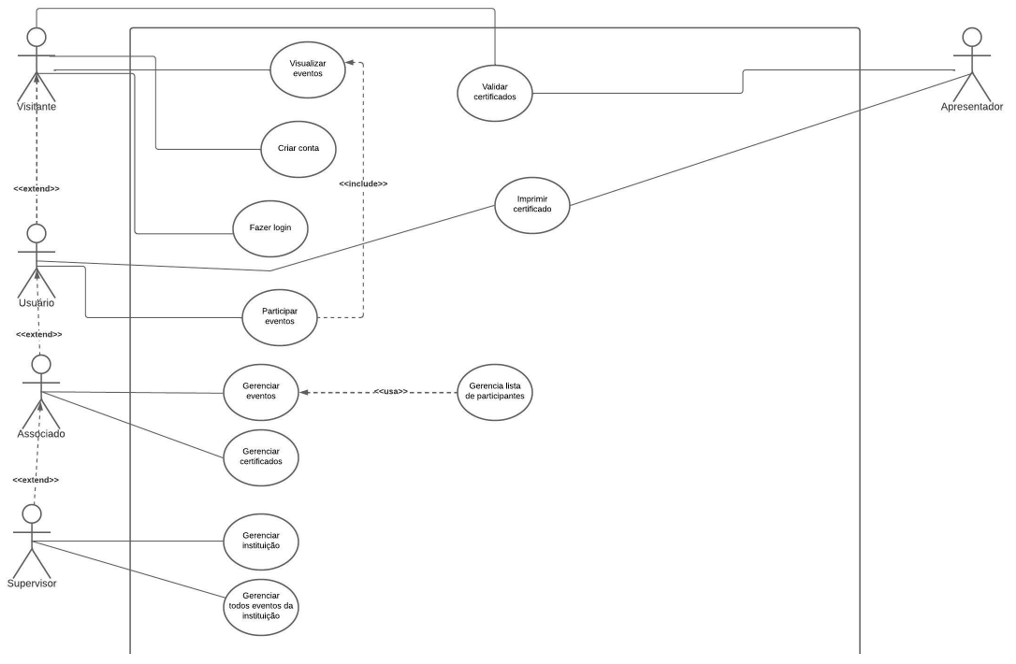 Visualizar
eventos
Validar
certificados
Visitante
Apresentador
Criar conta
<<extend>>
<<include>>
Imprimir
certificado
Fazer login
Usuário
Participar
eventos
<<extend>>
Gerenciar
eventos
<<usa>>
Gerencia lista
de participantes
Associado
Gerenciar
certificados
<<extend>>
Gerenciar
instituição
Supervisor
Gerenciar
todos eventos da
instituição